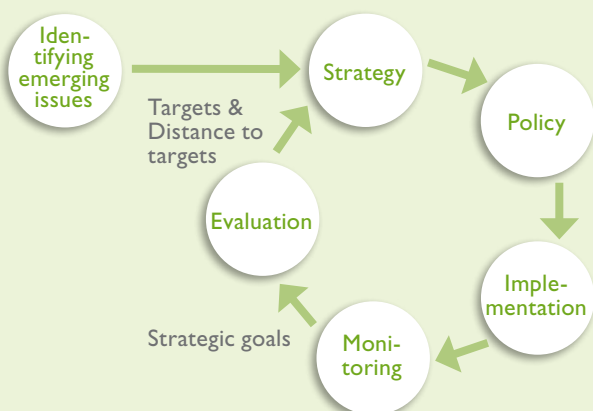 Iden-
tifying
emerging
issues
Strategy
Policy
Targets &
Distance to
targets
Evaluation
Imple-
mentation
Strategic goals
Moni-
toring